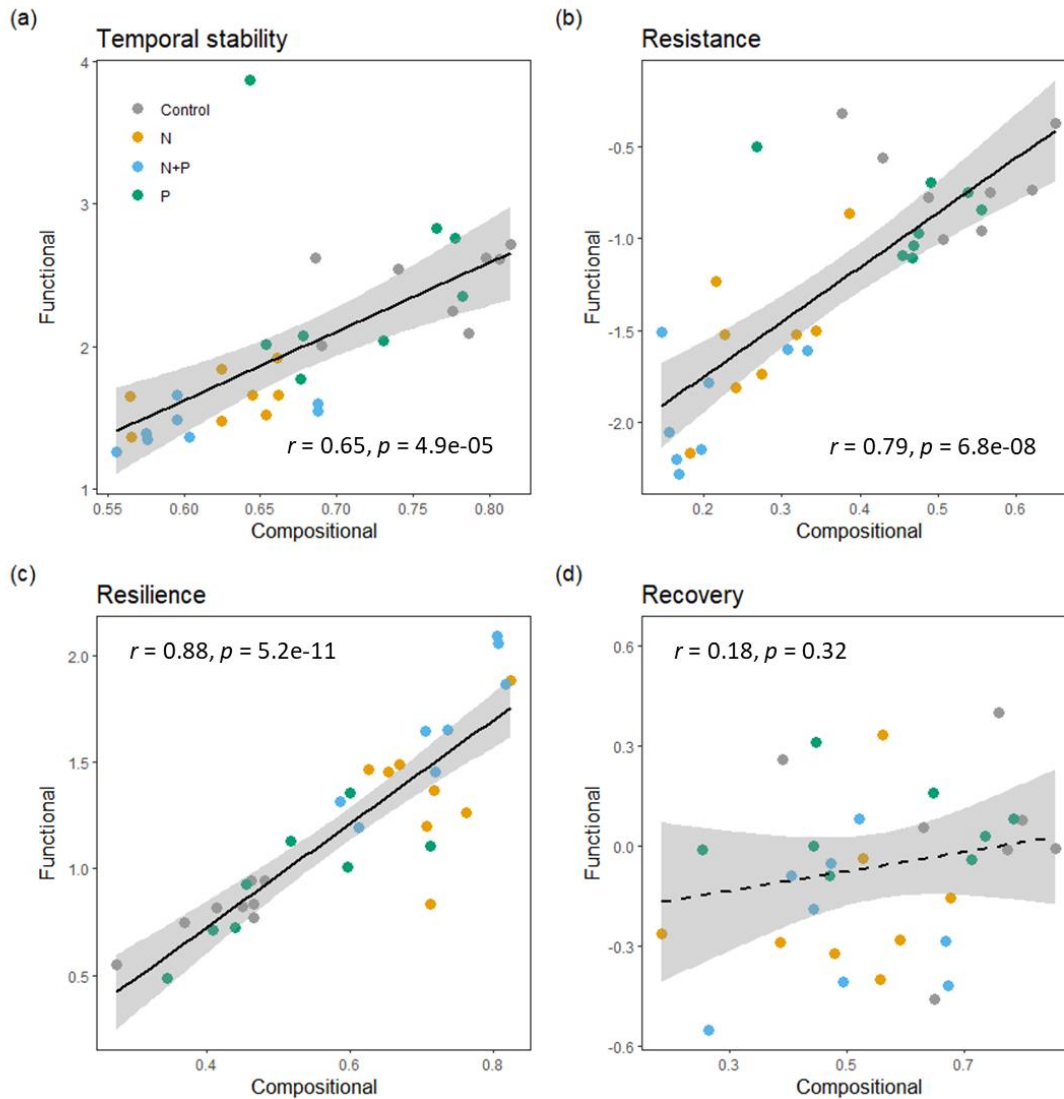 (a)
Temporal stability
4
3
2
1
Functional
Control
N
N+P
P
r = 0.65, p = 4.9e-05
0.55 0.60 0.65 0.70 0.75 0.80
Compositional
(b)
Resistance
-0.5
-1.0
-1.5
-2.0
Functional
r = 0.79, p = 6.8e-08
0.2 0.3 0.4 0.5 0.6
Compositional
(c)
Resilience
2.0
1.5
1.0
0.5
Functional
r = 0.88, p = 5.2e-11
0.4 0.6 0.8
Compositional
(d)
Recovery
0.6
0.3
0.0
-0.3
-0.6
Functional
r = 0.18, p = 0.32
0.3 0.5 0.7
Compositional